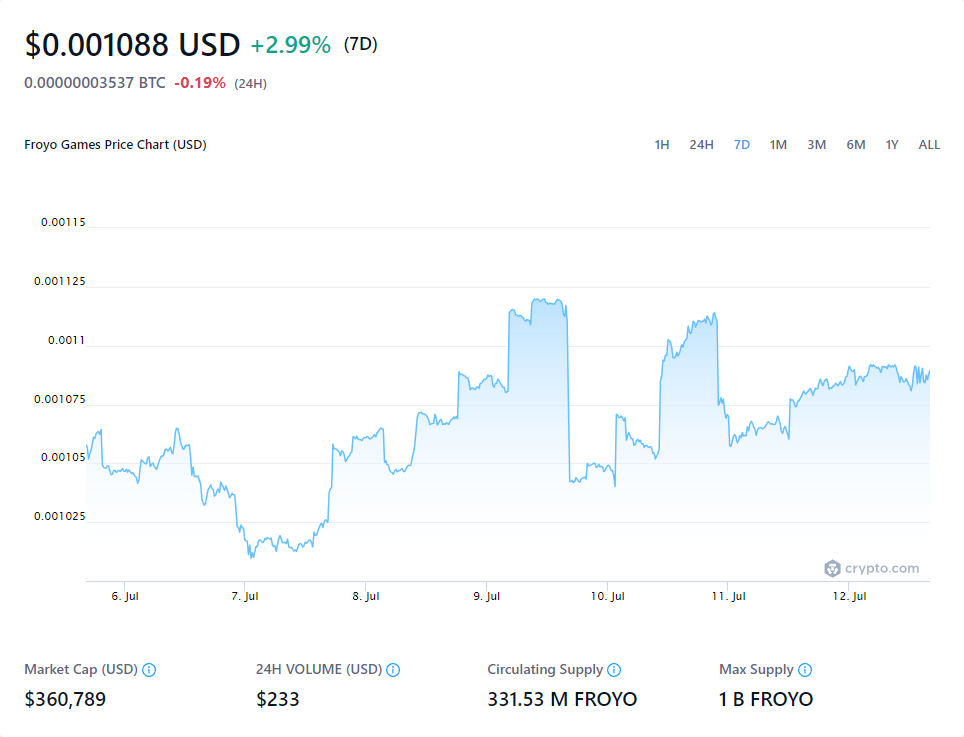 $0.001088 USD +2.99% (7D)
0.00000003537 BTC -0.19% (24H)
Froyo Games Price Chart (USD) 1H 24H 7D 1M 3M 6M 1Y ALL
0.00115
0.001125
0.0011
0.001075
0.00105
0.001025
crypto.com
6. Jul 7. Jul 8. Jul 9. Jul 10. Jul 11. Jul 12. Jul
Market Cap (USD) 24H VOLUME (USD) Circulating Supply Max Supply
$360,789 $233 331.53 M FROYO 1 B FROYO